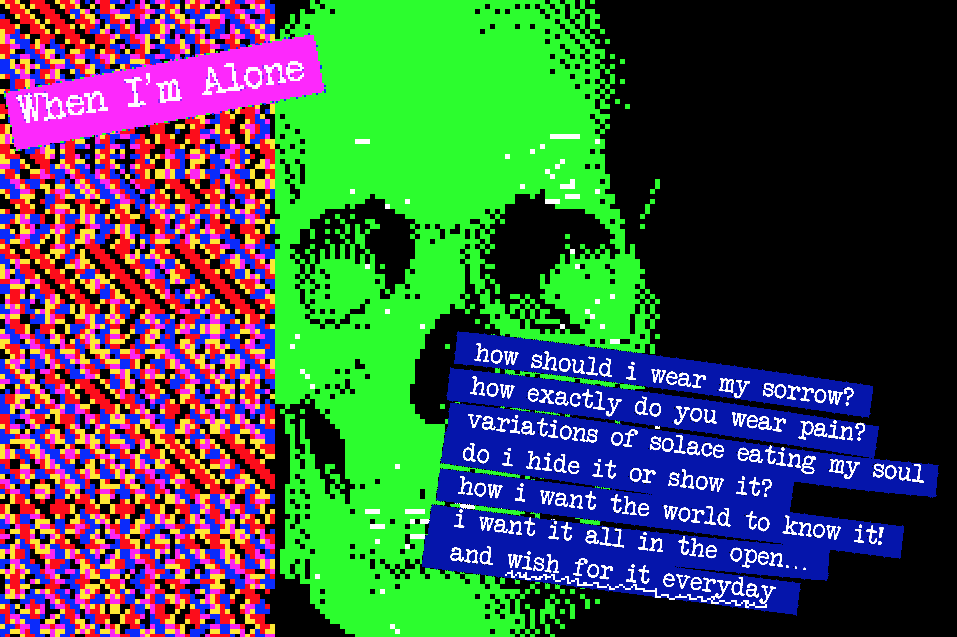 When I'm Alone
how should i wear my sorrow?
how exactly do you wear pain?
variations of solace eating my soul
do i hide it or show it?
how i want the world to know it!
i want it all in the open...
and wish for it everyday